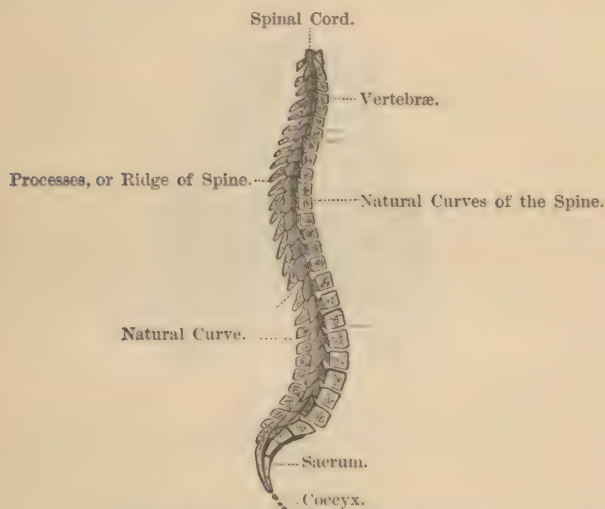 Spinal Cord.
Vertebræ.
Processes, or Ridge of Spine.
Natural Curves of the Spine.
Natural Curve.
Sacrum.
Coccyx.